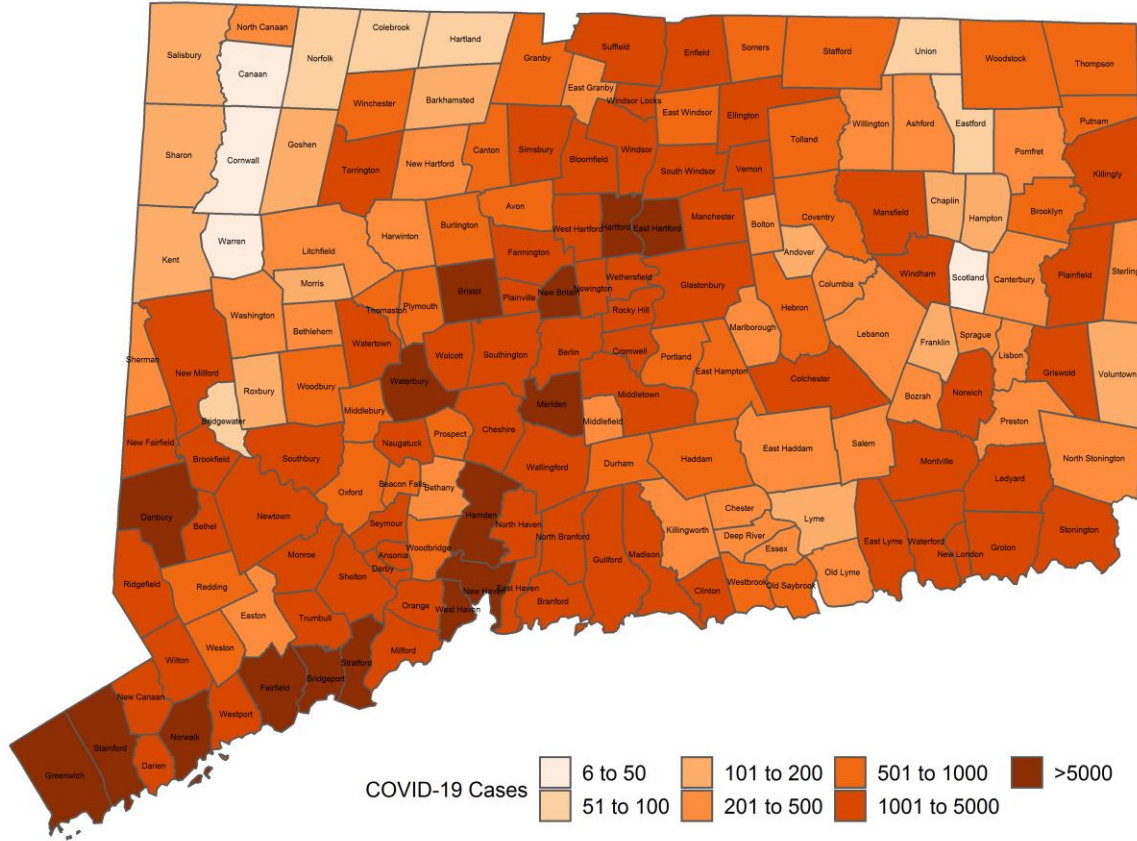 North Canaan
Colebrook
Hartland
Salisbury
Norfolk
Canaan
Granby
Suffield
Enfield
Somers
Stafford
Union
Woodstock
Thompson
East Granby
Windsor Locks
Winchester
Barkhamsted
East Windsor
Ellington
Willington
Ashford
Eastford
Putnam
Sharon
Cornwall
Goshen
Torrington
New Hartford
Canton
Simsbury
Bloomfield
Windsor
South Windsor
Vernon
Tolland
Pomfret
Killingly
Kent
Warren
Litchfield
Harwinton
Burlington
Avon
West Hartford
Hartford
East Hartford
Manchester
Bolton
Coventry
Mansfield
Chaplin
Hampton
Brooklyn
Farmington
Andover
Morris
Bristol
Plainville
New Britain
Newington
Wethersfield
Glastonbury
Hebron
Columbia
Windham
Scotland
Canterbury
Plainfield
Sterling
Washington
Bethlehem
Thomaston
Plymouth
Watertown
Rocky Hill
Marlborough
Lebanon
Franklin
Sprague
Lisbon
Griswold
Voluntown
Sherman
New Milford
Roxbury
Woodbury
Wolcott
Southington
Berlin
Cromwell
Portland
East Hampton
Colchester
Bozrah
Norwich
Preston
Bridgewater
Middlebury
Waterbury
Meriden
Middletown
Middlefield
New Fairfield
Brookfield
Southbury
Naugatuck
Prospect
Cheshire
Wallingford
Durham
Haddam
East Haddam
Salem
Montville
Ledyard
North Stonington
Danbury
Bethel
Newtown
Oxford
Beacon Falls
Bethany
Hamden
North Haven
North Branford
Killingworth
Chester
Deep River
Essex
Lyme
Ridgefield
Redding
Monroe
Seymour
Ansonia
Derby
Woodbridge
Guilford
Madison
East Lyme
Waterford
New London
Groton
Stonington
Easton
Shelton
New Haven
West Haven
East Haven
Branford
Clinton
Westbrook
Old Saybrook
Old Lyme
Wilton
Weston
Trumbull
Orange
Milford
Stratford
New Canaan
Westport
Fairfield
Bridgeport
Greenwich
Stamford
Darien
Norwalk
COVID-19 Cases
6 to 50
101 to 200
501 to 1000
>5000
51 to 100
201 to 500
1001 to 5000